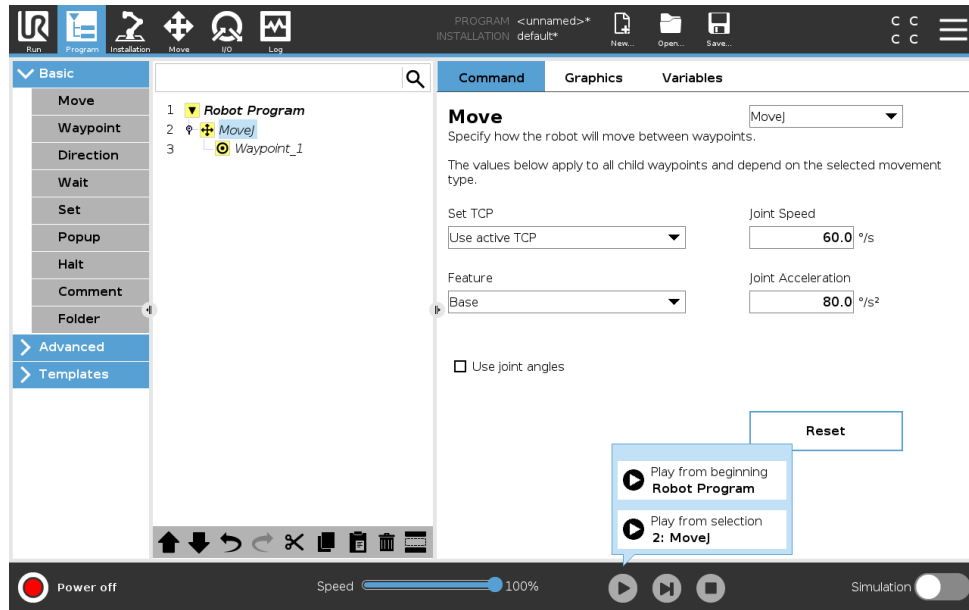 PROGRAM <unnamed>*
INSTALLATION default*
UR
Run
Program
Installation
Move
I/O
Log
New...
Open...
Save...
C C
C C
Basic
Move
Waypoint
Direction
Wait
Set
Popup
Halt
Comment
Folder
Advanced
Templates
1 Robot Program
2 MoveJ
3 Waypoint_1
Command Graphics Variables
Move
MoveJ
Specify how the robot will move between waypoints.
The values below apply to all child waypoints and depend on the selected movement
type.
Set TCP
Use active TCP
Joint Speed
60.0 °/s
Feature
Base
Joint Acceleration
80.0 °/s²
Use joint angles
Reset
Play from beginning
Robot Program
Play from selection
2: MoveJ
Power off
Speed 100%
Simulation